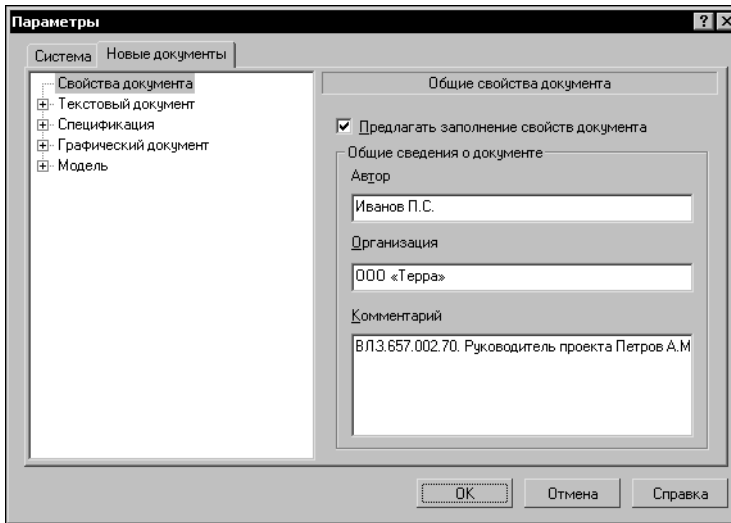 Параметры
Система Новые документы
Свойства документа
Текстовый документ
Спецификация
Графический документ
Модель
Общие свойства документа
Предлагать заполнение свойств документа
Общие сведения о документе
Автор
Иванов П.С.
Организация
ООО «Терра»
Комментарий
ВЛЗ.657.002.70. Руководитель проекта Петров А.М
ОК Отмена Справка